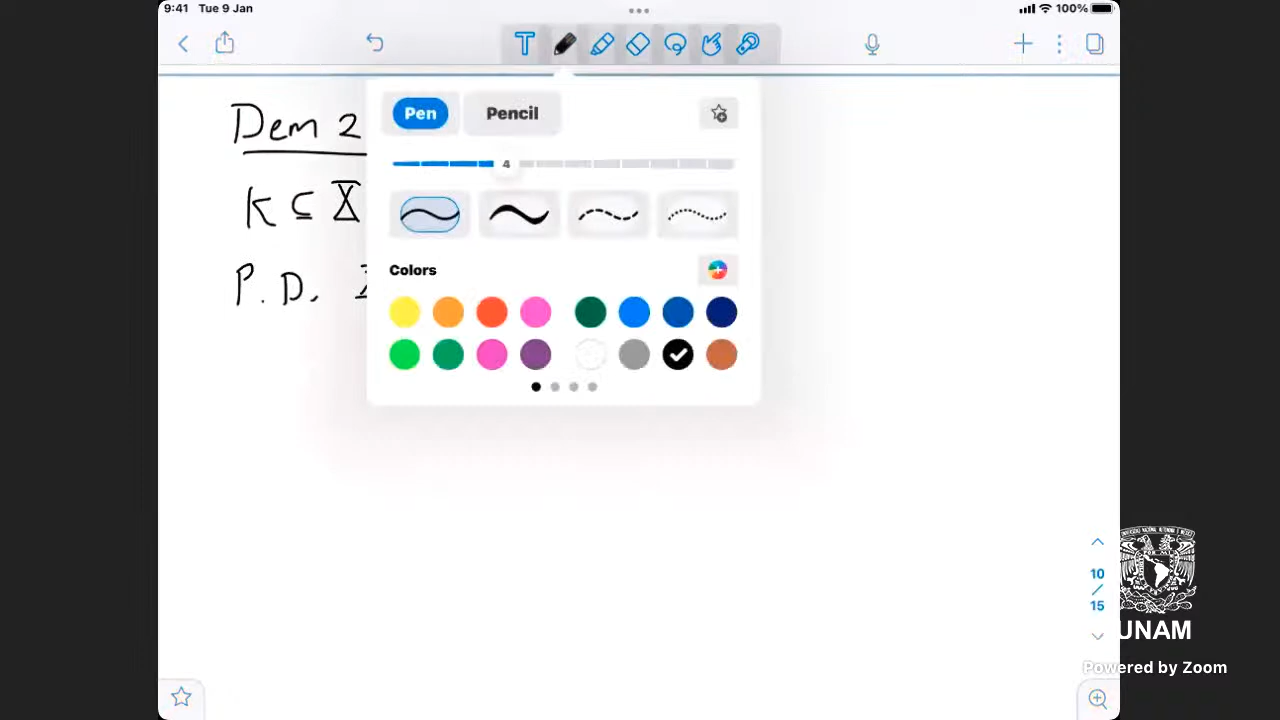 9:41 Tue 9 Jan
100%
T
Pen Pencil
4
Colors
Dem 2
K ⊆ X
P.D.
10
/
15
UNAM
Powered by Zoom